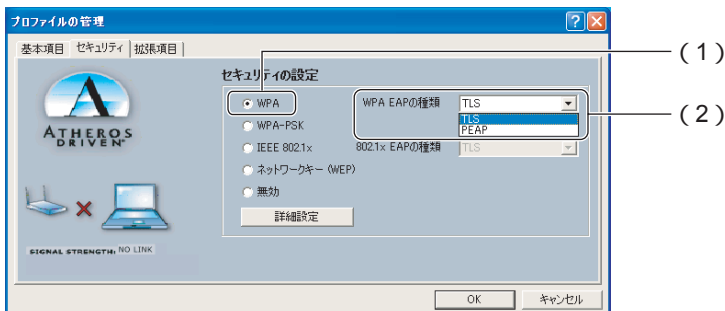 プロファイルの管理
基本項目 セキュリティ 拡張項目
セキュリティの設定
WPA WPA EAPの種類 TLS
TLS
PEAP
WPA-PSK
IEEE 802.1x 802.1x EAPの種類 TLS
ネットワークキー (WEP)
無効
詳細設定
ATHEROS
DRIVEN
SIGNAL STRENGTH: NO LINK
OK キャンセル
(1)
(2)